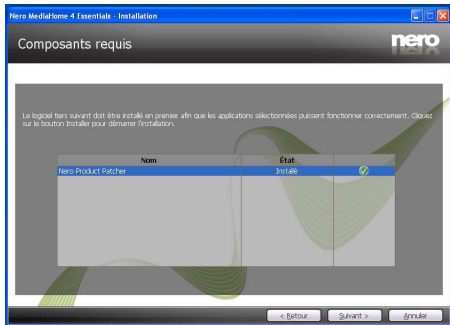 Nero MediaHome 4 Essentials - Installation
Composants requis
nero
Le logiciel tiers suivant doit être installé en premier afin que les applications sélectionnées puissent fonctionner correctement. Cliquez
sur le bouton Installer pour démarrer l'installation.
Nom État
Nero Product Patcher Installé
< Retour Suivant > Annuler